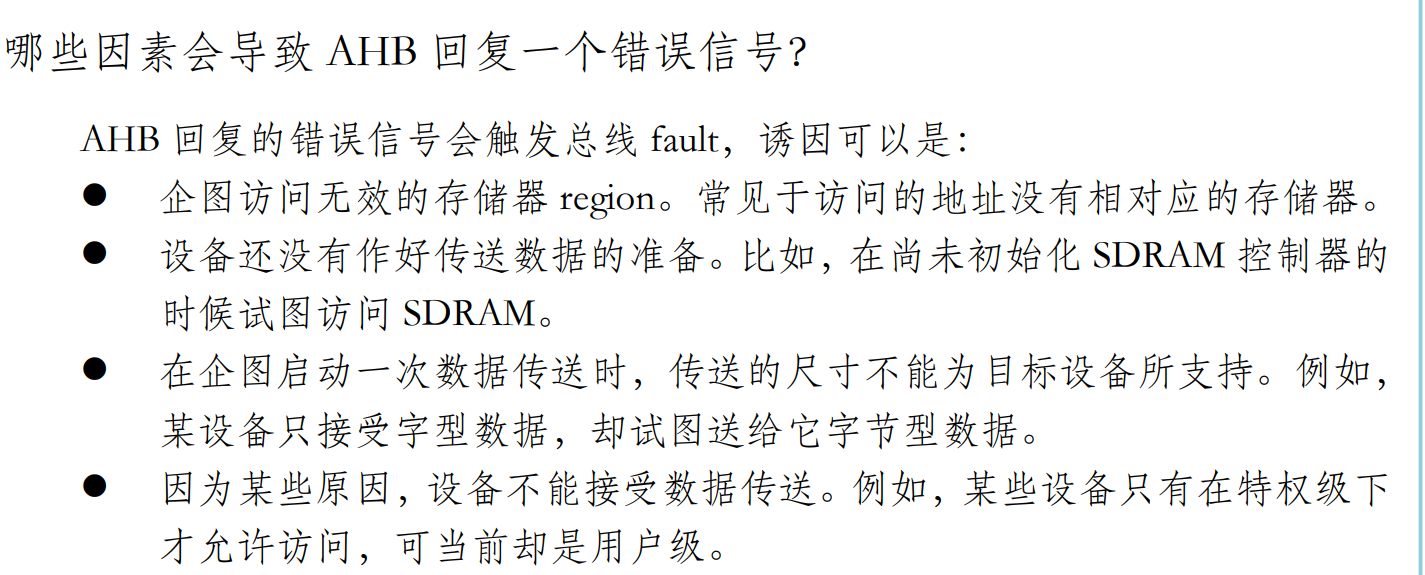 哪些因素会导致 AHB 回复一个错误信号？
AHB 回复的错误信号会触发总线 fault，诱因可以是：
● 企图访问无效的存储器 region。常见于访问的地址没有相对应的存储器。
● 设备还没有作好传送数据的准备。比如，在尚未初始化 SDRAM 控制器的
时候试图访问 SDRAM。
● 在企图启动一次数据传送时，传送的尺寸不能为目标设备所支持。例如，
某设备只接受字型数据，却试图送给它字节型数据。
● 因为某些原因，设备不能接受数据传送。例如，某些设备只有在特权级下
才允许访问，可当前却是用户级。